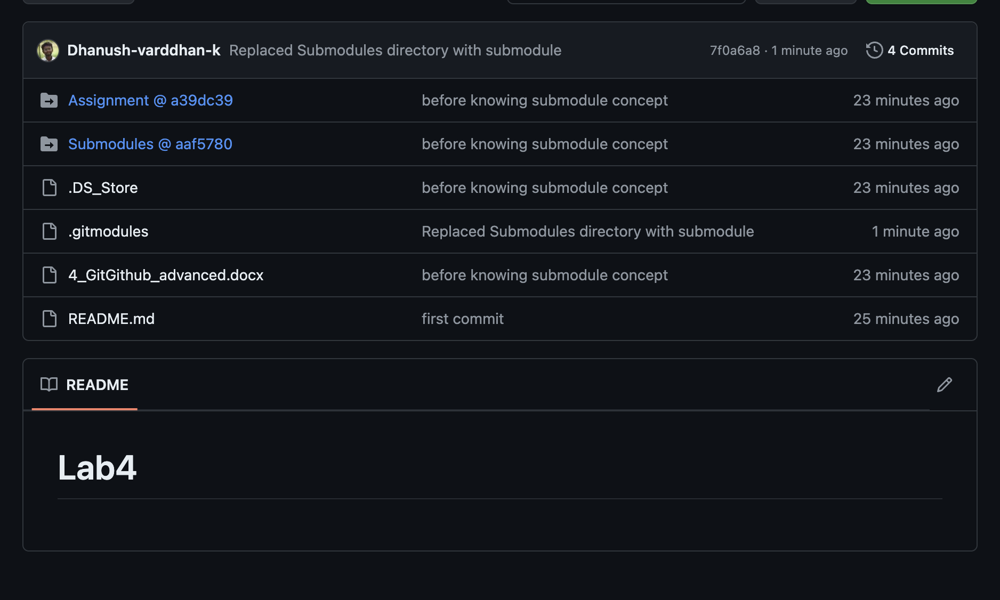 Dhanush-varddhan-k Replaced Submodules directory with submodule 7f0a6a8 · 1 minute ago 4 Commits
Assignment @ a39dc39 before knowing submodule concept 23 minutes ago
Submodules @ aaf5780 before knowing submodule concept 23 minutes ago
.DS_Store before knowing submodule concept 23 minutes ago
.gitmodules Replaced Submodules directory with submodule 1 minute ago
4_GitGithub_advanced.docx before knowing submodule concept 23 minutes ago
README.md first commit 25 minutes ago
README
Lab4